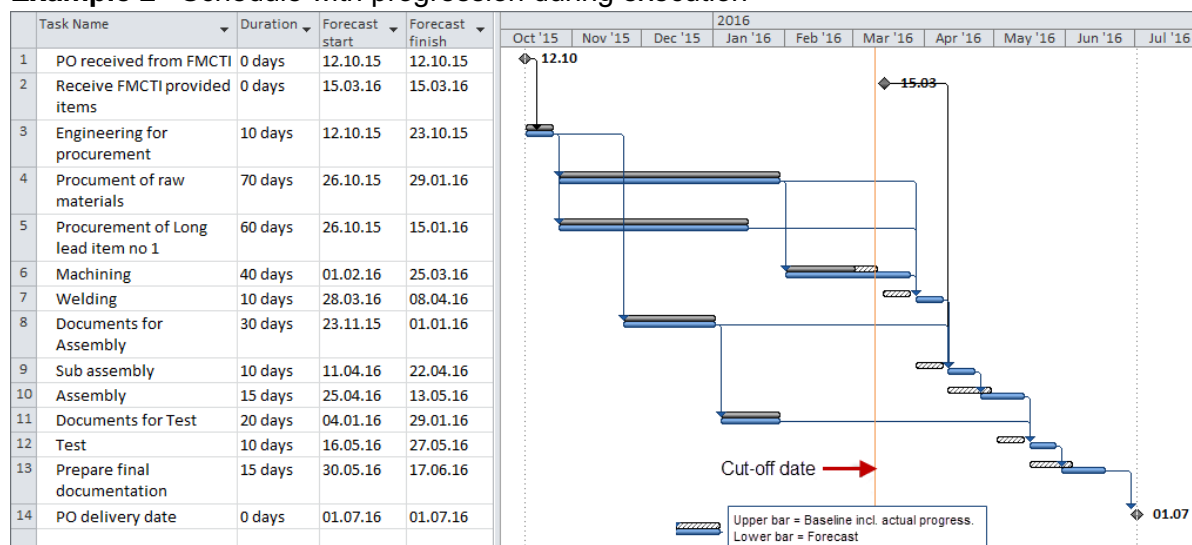 Example 2 - Schedule with progression during execution
Task Name Duration Forecast start Forecast finish
2016
Oct '15 Nov '15 Dec '15 Jan '16 Feb '16 Mar '16 Apr '16 May '16 Jun '16 Jul '16
1 PO received from FMCTI 0 days 12.10.15 12.10.15
12.10
2 Receive FMCTI provided items 0 days 15.03.16 15.03.16
15.03
3 Engineering for procurement 10 days 12.10.15 23.10.15
4 Procument of raw materials 70 days 26.10.15 29.01.16
5 Procurement of Long lead item no 1 60 days 26.10.15 15.01.16
6 Machining 40 days 01.02.16 25.03.16
7 Welding 10 days 28.03.16 08.04.16
8 Documents for Assembly 30 days 23.11.15 01.01.16
9 Sub assembly 10 days 11.04.16 22.04.16
10 Assembly 15 days 25.04.16 13.05.16
11 Documents for Test 20 days 04.01.16 29.01.16
12 Test 10 days 16.05.16 27.05.16
13 Prepare final documentation 15 days 30.05.16 17.06.16
Cut-off date
14 PO delivery date 0 days 01.07.16 01.07.16
01.07
Upper bar = Baseline incl. actual progress.
Lower bar = Forecast